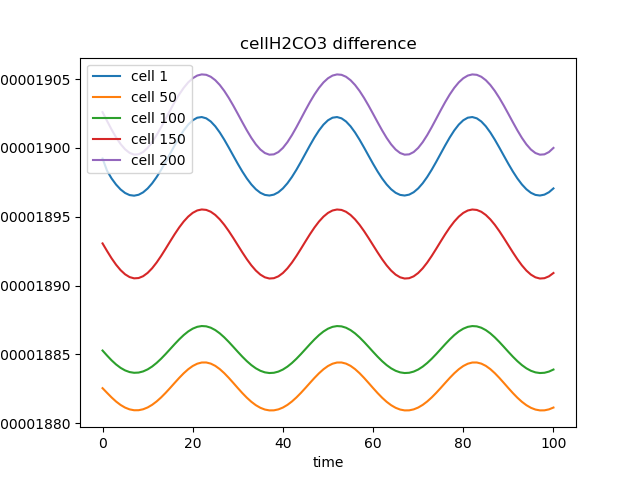 cellH2CO3 difference
00001905
00001900
00001895
00001890
00001885
00001880
cell 1
cell 50
cell 100
cell 150
cell 200
0 20 40 60 80 100
time